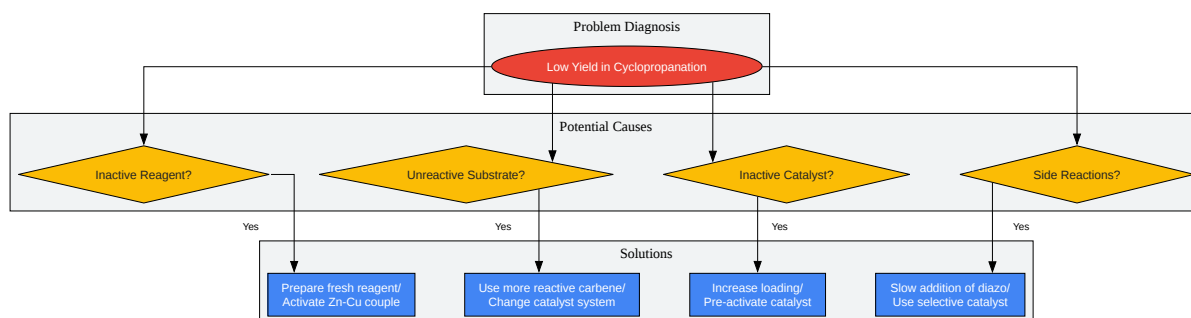 Problem Diagnosis
Low Yield in Cyclopropanation
Potential Causes
Inactive Reagent?
Unreactive Substrate?
Inactive Catalyst?
Side Reactions?
Yes
Yes
Yes
Yes
Solutions
Prepare fresh reagent/
Activate Zn-Cu couple
Use more reactive carbene/
Change catalyst system
Increase loading/
Pre-activate catalyst
Slow addition of diazo/
Use selective catalyst